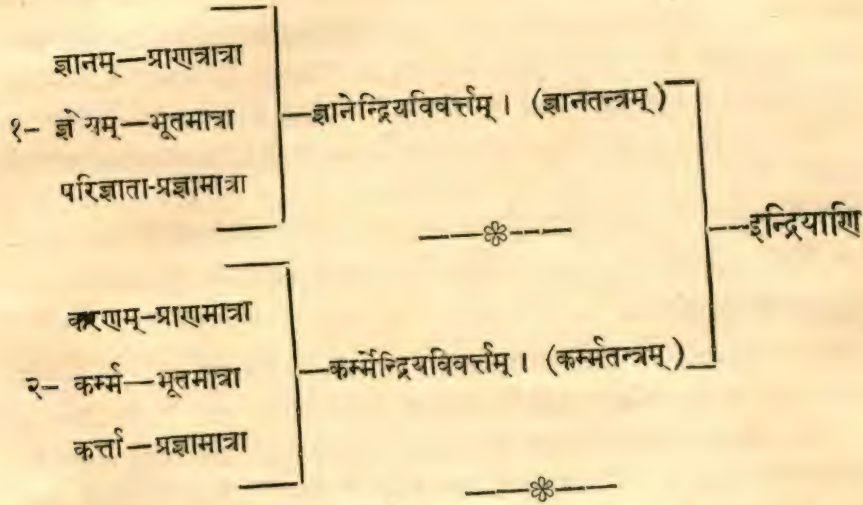 ज्ञानम्—प्राणत्रात्रा
१– ज्ञेयम्—भूतमात्रा
परिज्ञाता-प्रज्ञामात्रा
—ज्ञानेन्द्रियविवर्त्तम् । (ज्ञानतन्त्रम्)
—इन्द्रियाणि
करणम्-प्राणमात्रा
२– कर्म्म—भूतमात्रा
कर्त्ता—प्रज्ञामात्रा
—कर्म्मेन्द्रियविवर्त्तम् । (कर्म्मतन्त्रम्)